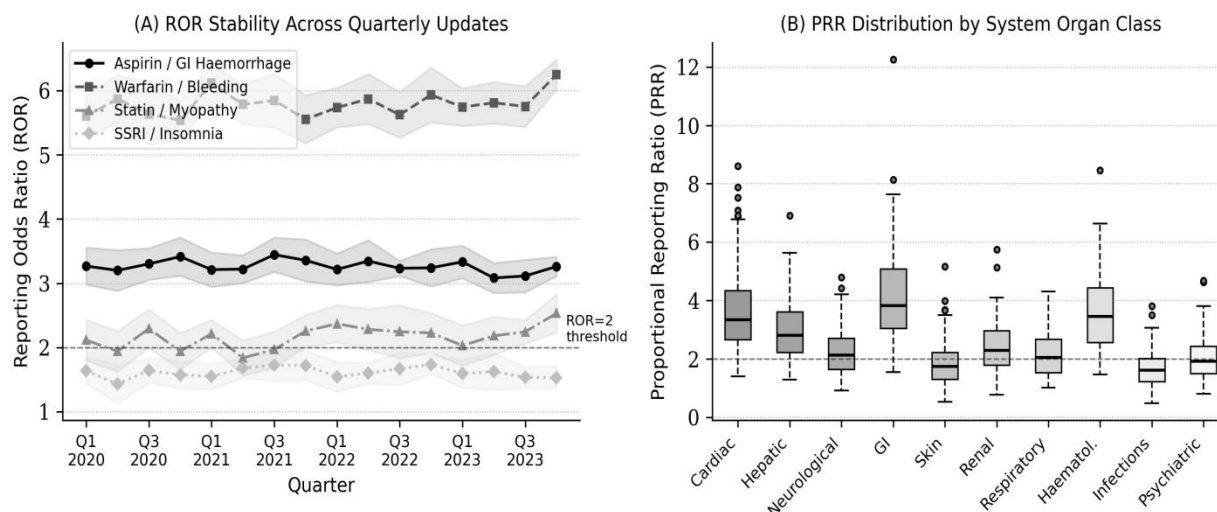 (A) ROR Stability Across Quarterly Updates
Reporting Odds Ratio (ROR)
6
5
4
3
2
1
Aspirin / GI Haemorrhage
Warfarin / Bleeding
Statin / Myopathy
SSRI / Insomnia
ROR=2
threshold
Q1 Q3 Q1 Q3 Q1 Q3 Q1 Q3
2020 2020 2021 2021 2022 2022 2023 2023
Quarter
(B) PRR Distribution by System Organ Class
Proportional Reporting Ratio (PRR)
12
10
8
6
4
2
0
Cardiac
Hepatic
Neurological
GI
Skin
Renal
Respiratory
Haematol.
Infections
Psychiatric